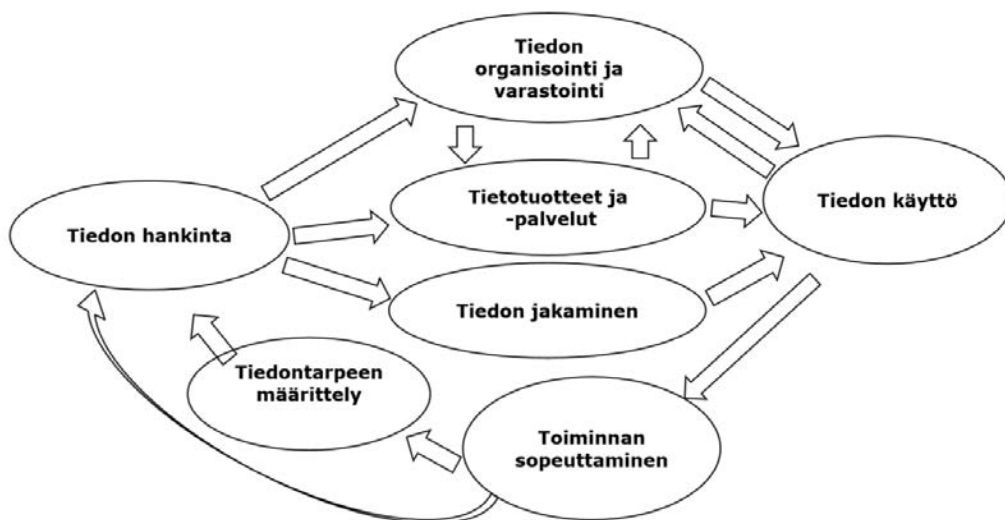 Tiedon
organisointi ja
varastointi
Tietotuotteet ja
-palvelut
Tiedon käyttö
Tiedon hankinta
Tiedon jakaminen
Tiedontarpeen
määrittely
Toiminnan
sopeuttaminen